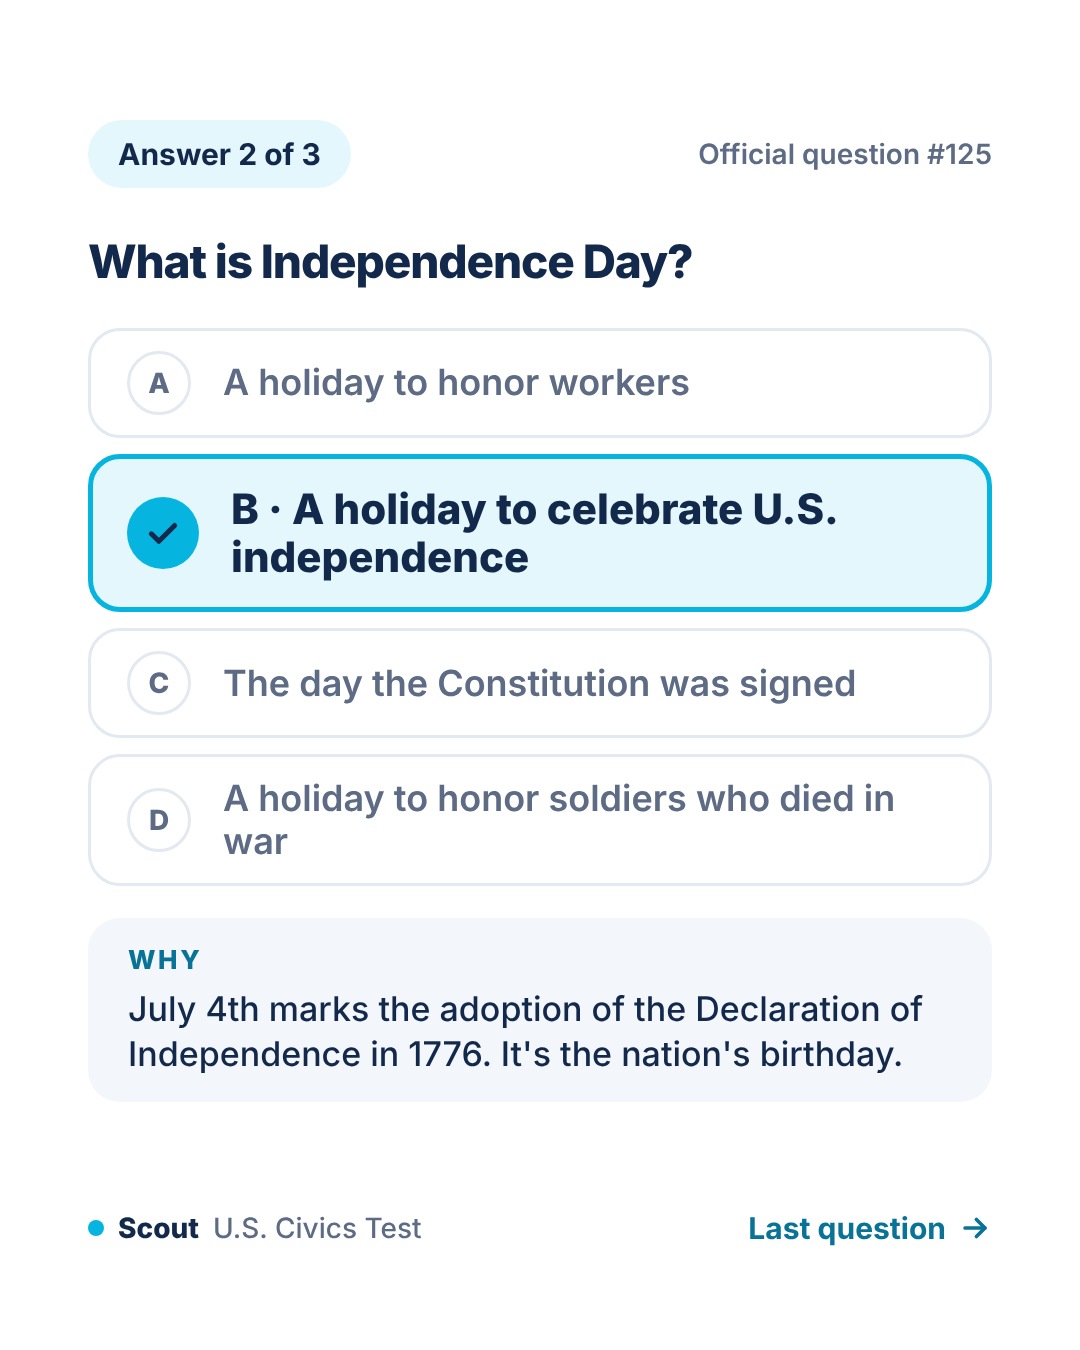 Answer 2 of 3
Official question #125
What is Independence Day?
A A holiday to honor workers
B · A holiday to celebrate U.S.
independence
C The day the Constitution was signed
D A holiday to honor soldiers who died in
war
WHY
July 4th marks the adoption of the Declaration of
Independence in 1776. It's the nation's birthday.
Scout U.S. Civics Test
Last question →